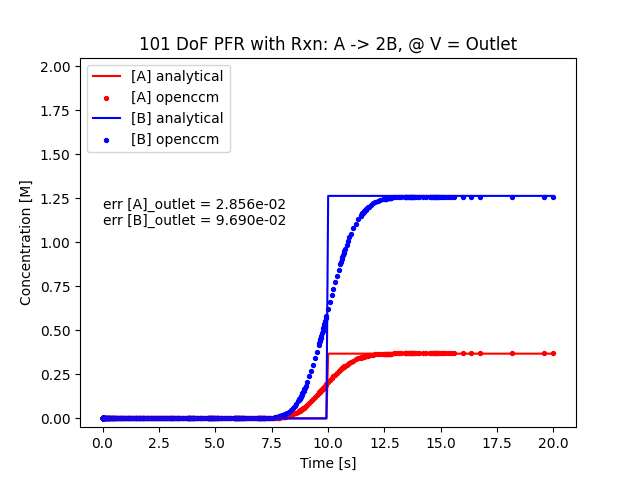 101 DoF PFR with Rxn: A -> 2B, @ V = Outlet
[A] analytical
[A] openccm
[B] analytical
[B] openccm
err [A]_outlet = 2.856e-02
err [B]_outlet = 9.690e-02
Concentration [M]
2.00
1.75
1.50
1.25
1.00
0.75
0.50
0.25
0.00
0.0 2.5 5.0 7.5 10.0 12.5 15.0 17.5 20.0
Time [s]